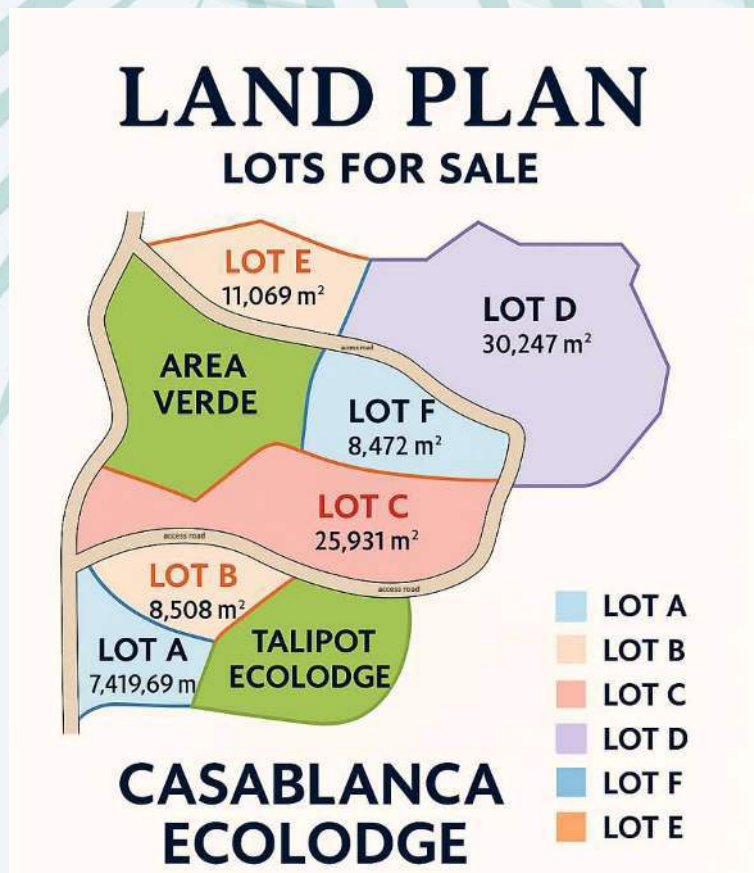 LAND PLAN
LOTS FOR SALE
LOT E
11,069 m²
LOT D
30,247 m²
access road
AREA
VERDE
LOT F
8,472 m²
LOT C
25,931 m²
access road
LOT B
8,508 m²
access road
LOT A
7,419,69 m
TALIPOT
ECOLODGE
LOT A
LOT B
LOT C
LOT D
LOT F
LOT E
CASABLANCA
ECOLODGE